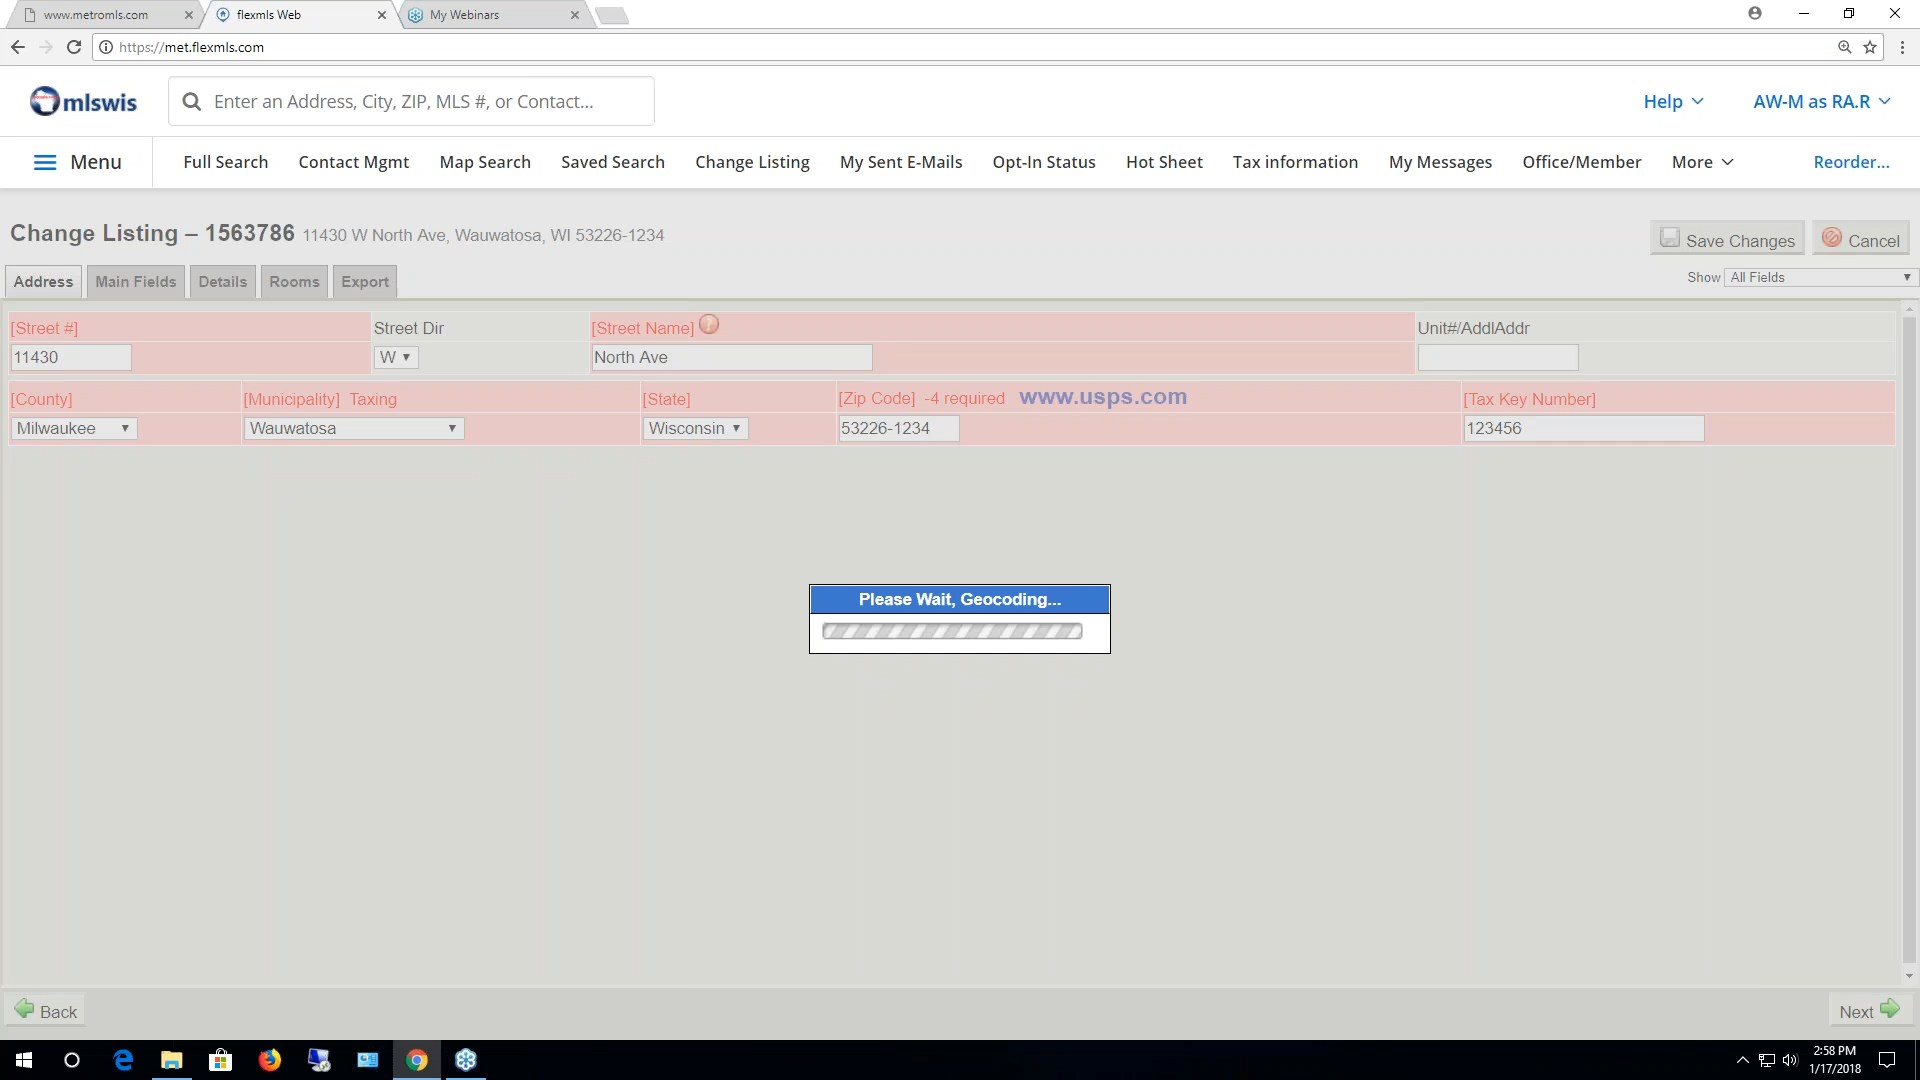 www.metromls.com
flexmls Web
My Webinars
https://met.flexmls.com
mlswis
Enter an Address, City, ZIP, MLS #, or Contact...
Help
AW-M as RA.R
Menu
Full Search
Contact Mgmt
Map Search
Saved Search
Change Listing
My Sent E-Mails
Opt-In Status
Hot Sheet
Tax information
My Messages
Office/Member
More
Reorder...
Change Listing – 1563786 11430 W North Ave, Wauwatosa, WI 53226-1234
Save Changes
Cancel
Address
Main Fields
Details
Rooms
Export
Show All Fields
[Street #]
Street Dir
[Street Name] ?
Unit#/AddlAddr
11430
W
North Ave
[County]
[Municipality] Taxing
[State]
[Zip Code] -4 required www.usps.com
[Tax Key Number]
Milwaukee
Wauwatosa
Wisconsin
53226-1234
123456
Please Wait, Geocoding...
Back
Next
2:58 PM
1/17/2018